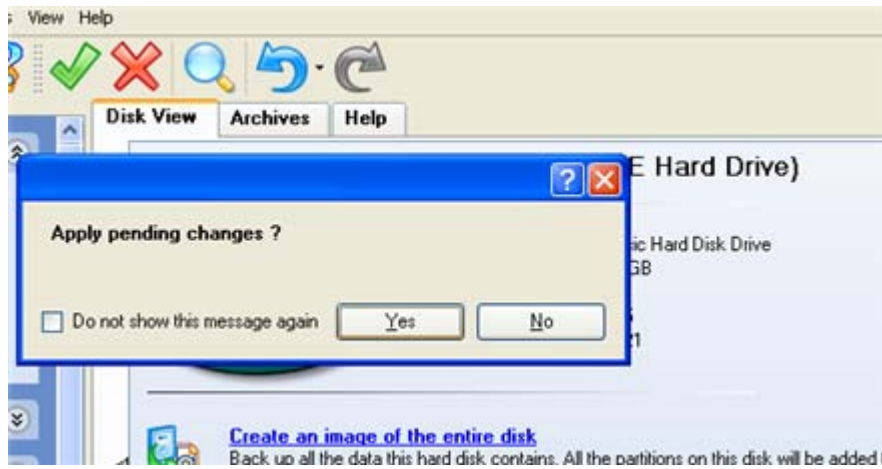 View Help
Disk View Archives Help
E Hard Drive)
Apply pending changes ?
ic Hard Disk Drive
GB
Do not show this message again Yes No
Create an image of the entire disk
Back up all the data this hard disk contains. All the partitions on this disk will be added